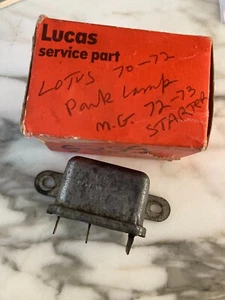 Lucas
service part
LOTUS 70-72
Park Lamp
M.G. 72-73
STARTER